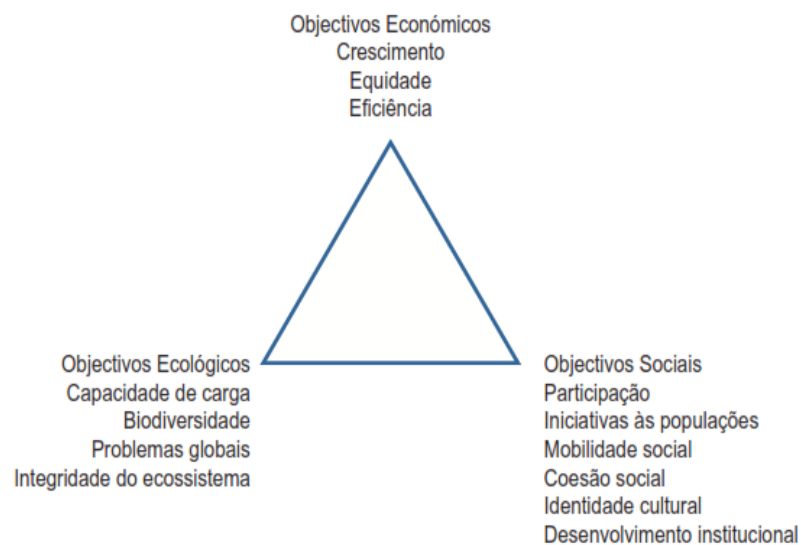 Objectivos Económicos
Crescimento
Equidade
Eficiência
Objectivos Ecológicos
Capacidade de carga
Biodiversidade
Problemas globais
Integridade do ecossistema
Objectivos Sociais
Participação
Iniciativas às populações
Mobilidade social
Coesão social
Identidade cultural
Desenvolvimento institucional